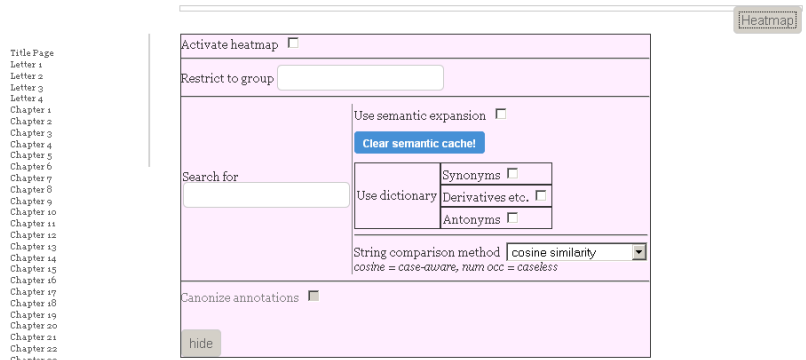 Heatmap
Title Page
Letter 1
Letter 2
Letter 3
Letter 4
Chapter 1
Chapter 2
Chapter 3
Chapter 4
Chapter 5
Chapter 6
Chapter 7
Chapter 8
Chapter 9
Chapter 10
Chapter 11
Chapter 12
Chapter 13
Chapter 14
Chapter 15
Chapter 16
Chapter 17
Chapter 18
Chapter 19
Chapter 20
Chapter 21
Chapter 22
Activate heatmap
Restrict to group
Search for
Use semantic expansion
Clear semantic cache!
Use dictionary
Synonyms
Derivatives etc.
Antonyms
String comparison method cosine similarity
cosine = case-aware, num occ = caseless
Canonize annotations
hide